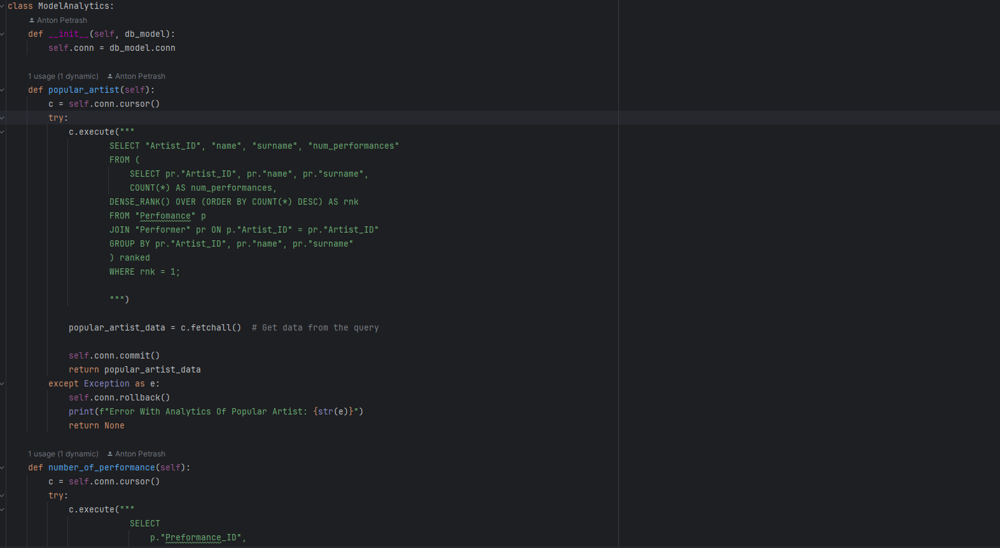 class ModelAnalytics:
Anton Petrash
def __init__(self, db_model):
self.conn = db_model.conn
1 usage (1 dynamic) Anton Petrash
def popular_artist(self):
c = self.conn.cursor()
try:
c.execute("""
SELECT "Artist_ID", "name", "surname", "num_performances"
FROM (
SELECT pr."Artist_ID", pr."name", pr."surname",
COUNT(*) AS num_performances,
DENSE_RANK() OVER (ORDER BY COUNT(*) DESC) AS rnk
FROM "Perfomance" p
JOIN "Performer" pr ON p."Artist_ID" = pr."Artist_ID"
GROUP BY pr."Artist_ID", pr."name", pr."surname"
) ranked
WHERE rnk = 1;
""")
popular_artist_data = c.fetchall()  # Get data from the query
self.conn.commit()
return popular_artist_data
except Exception as e:
self.conn.rollback()
print(f"Error With Analytics Of Popular Artist: {str(e)}")
return None
1 usage (1 dynamic) Anton Petrash
def number_of_performance(self):
c = self.conn.cursor()
try:
c.execute("""
SELECT
p."Preformance_ID",